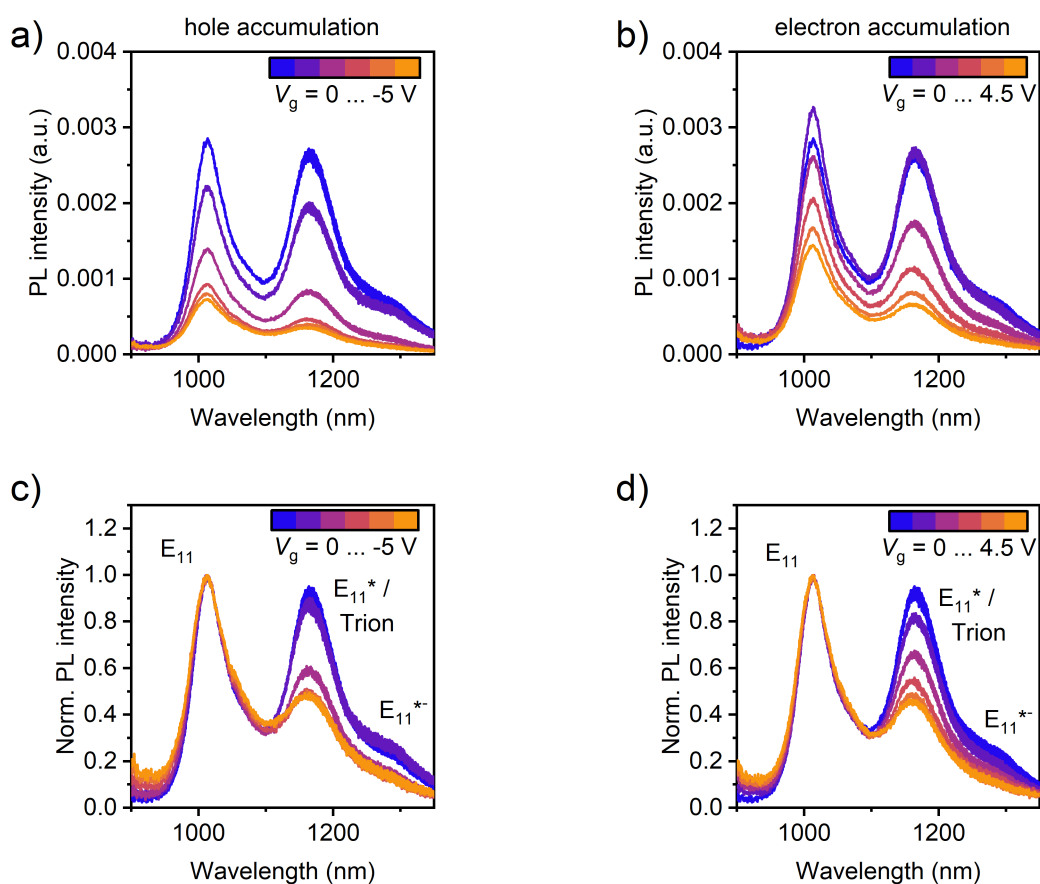 a)
hole accumulation
Vg = 0 ... -5 V
0.004
0.003
0.002
0.001
0.000
PL intensity (a.u.)
1000
1200
Wavelength (nm)
b)
electron accumulation
Vg = 0 ... 4.5 V
0.004
0.003
0.002
0.001
0.000
PL intensity (a.u.)
1000
1200
Wavelength (nm)
c)
Vg = 0 ... -5 V
E11
E11* /
Trion
E11*-
1.2
1.0
0.8
0.6
0.4
0.2
0.0
Norm. PL intensity
1000
1200
Wavelength (nm)
d)
Vg = 0 ... 4.5 V
E11
E11* /
Trion
E11*-
1.2
1.0
0.8
0.6
0.4
0.2
0.0
Norm. PL intensity
1000
1200
Wavelength (nm)